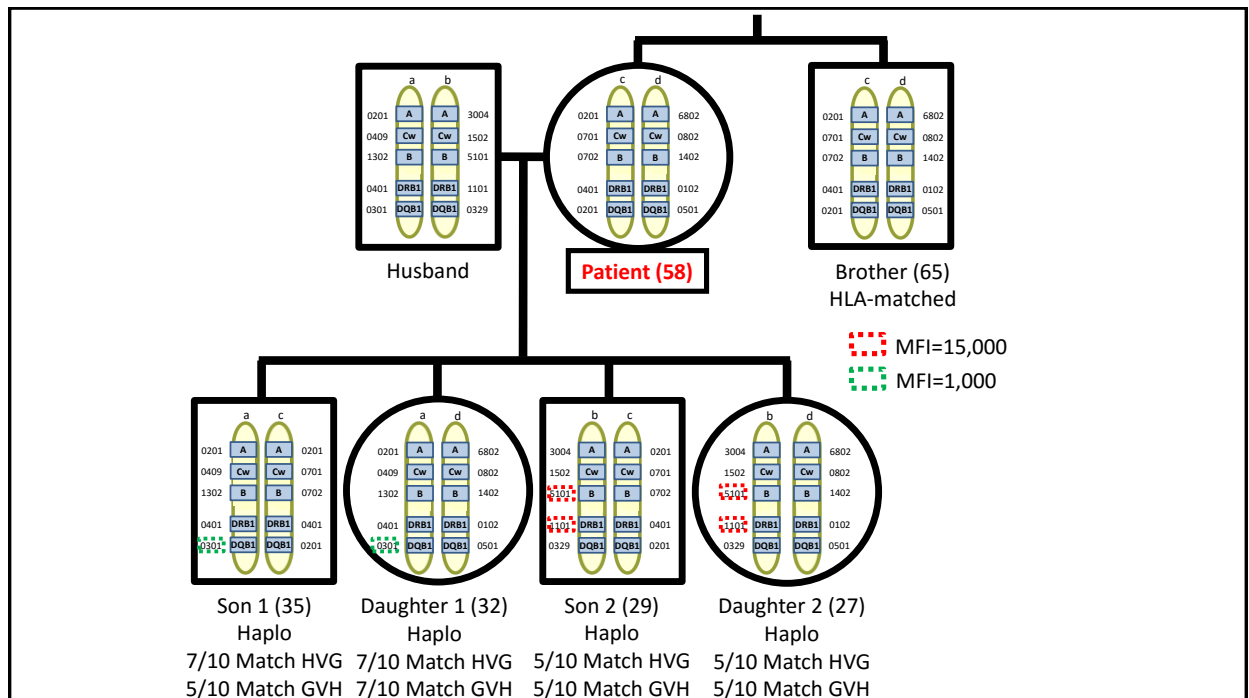 a b
0201 A A 3004
0409 Cw Cw 1502
1302 B B 5101
0401 DRB1 DRB1 1101
0301 DQB1 DQB1 0329
Husband
c d
0201 A A 6802
0701 Cw Cw 0802
0702 B B 1402
0401 DRB1 DRB1 0102
0201 DQB1 DQB1 0501
Patient (58)
c d
0201 A A 6802
0701 Cw Cw 0802
0702 B B 1402
0401 DRB1 DRB1 0102
0201 DQB1 DQB1 0501
Brother (65)
HLA-matched
MFI=15,000
MFI=1,000
a c
0201 A A 0201
0409 Cw Cw 0701
1302 B B 0702
0401 DRB1 DRB1 0401
0301 DQB1 DQB1 0201
Son 1 (35)
Haplo
7/10 Match HVG
5/10 Match GVH
a d
0201 A A 6802
0409 Cw Cw 0802
1302 B B 1402
0401 DRB1 DRB1 0102
0301 DQB1 DQB1 0501
Daughter 1 (32)
Haplo
7/10 Match HVG
7/10 Match GVH
b c
3004 A A 0201
1502 Cw Cw 0701
5101 B B 0702
1101 DRB1 DRB1 0401
0329 DQB1 DQB1 0201
Son 2 (29)
Haplo
5/10 Match HVG
5/10 Match GVH
b d
3004 A A 6802
1502 Cw Cw 0802
5101 B B 1402
1101 DRB1 DRB1 0102
0329 DQB1 DQB1 0501
Daughter 2 (27)
Haplo
5/10 Match HVG
5/10 Match GVH